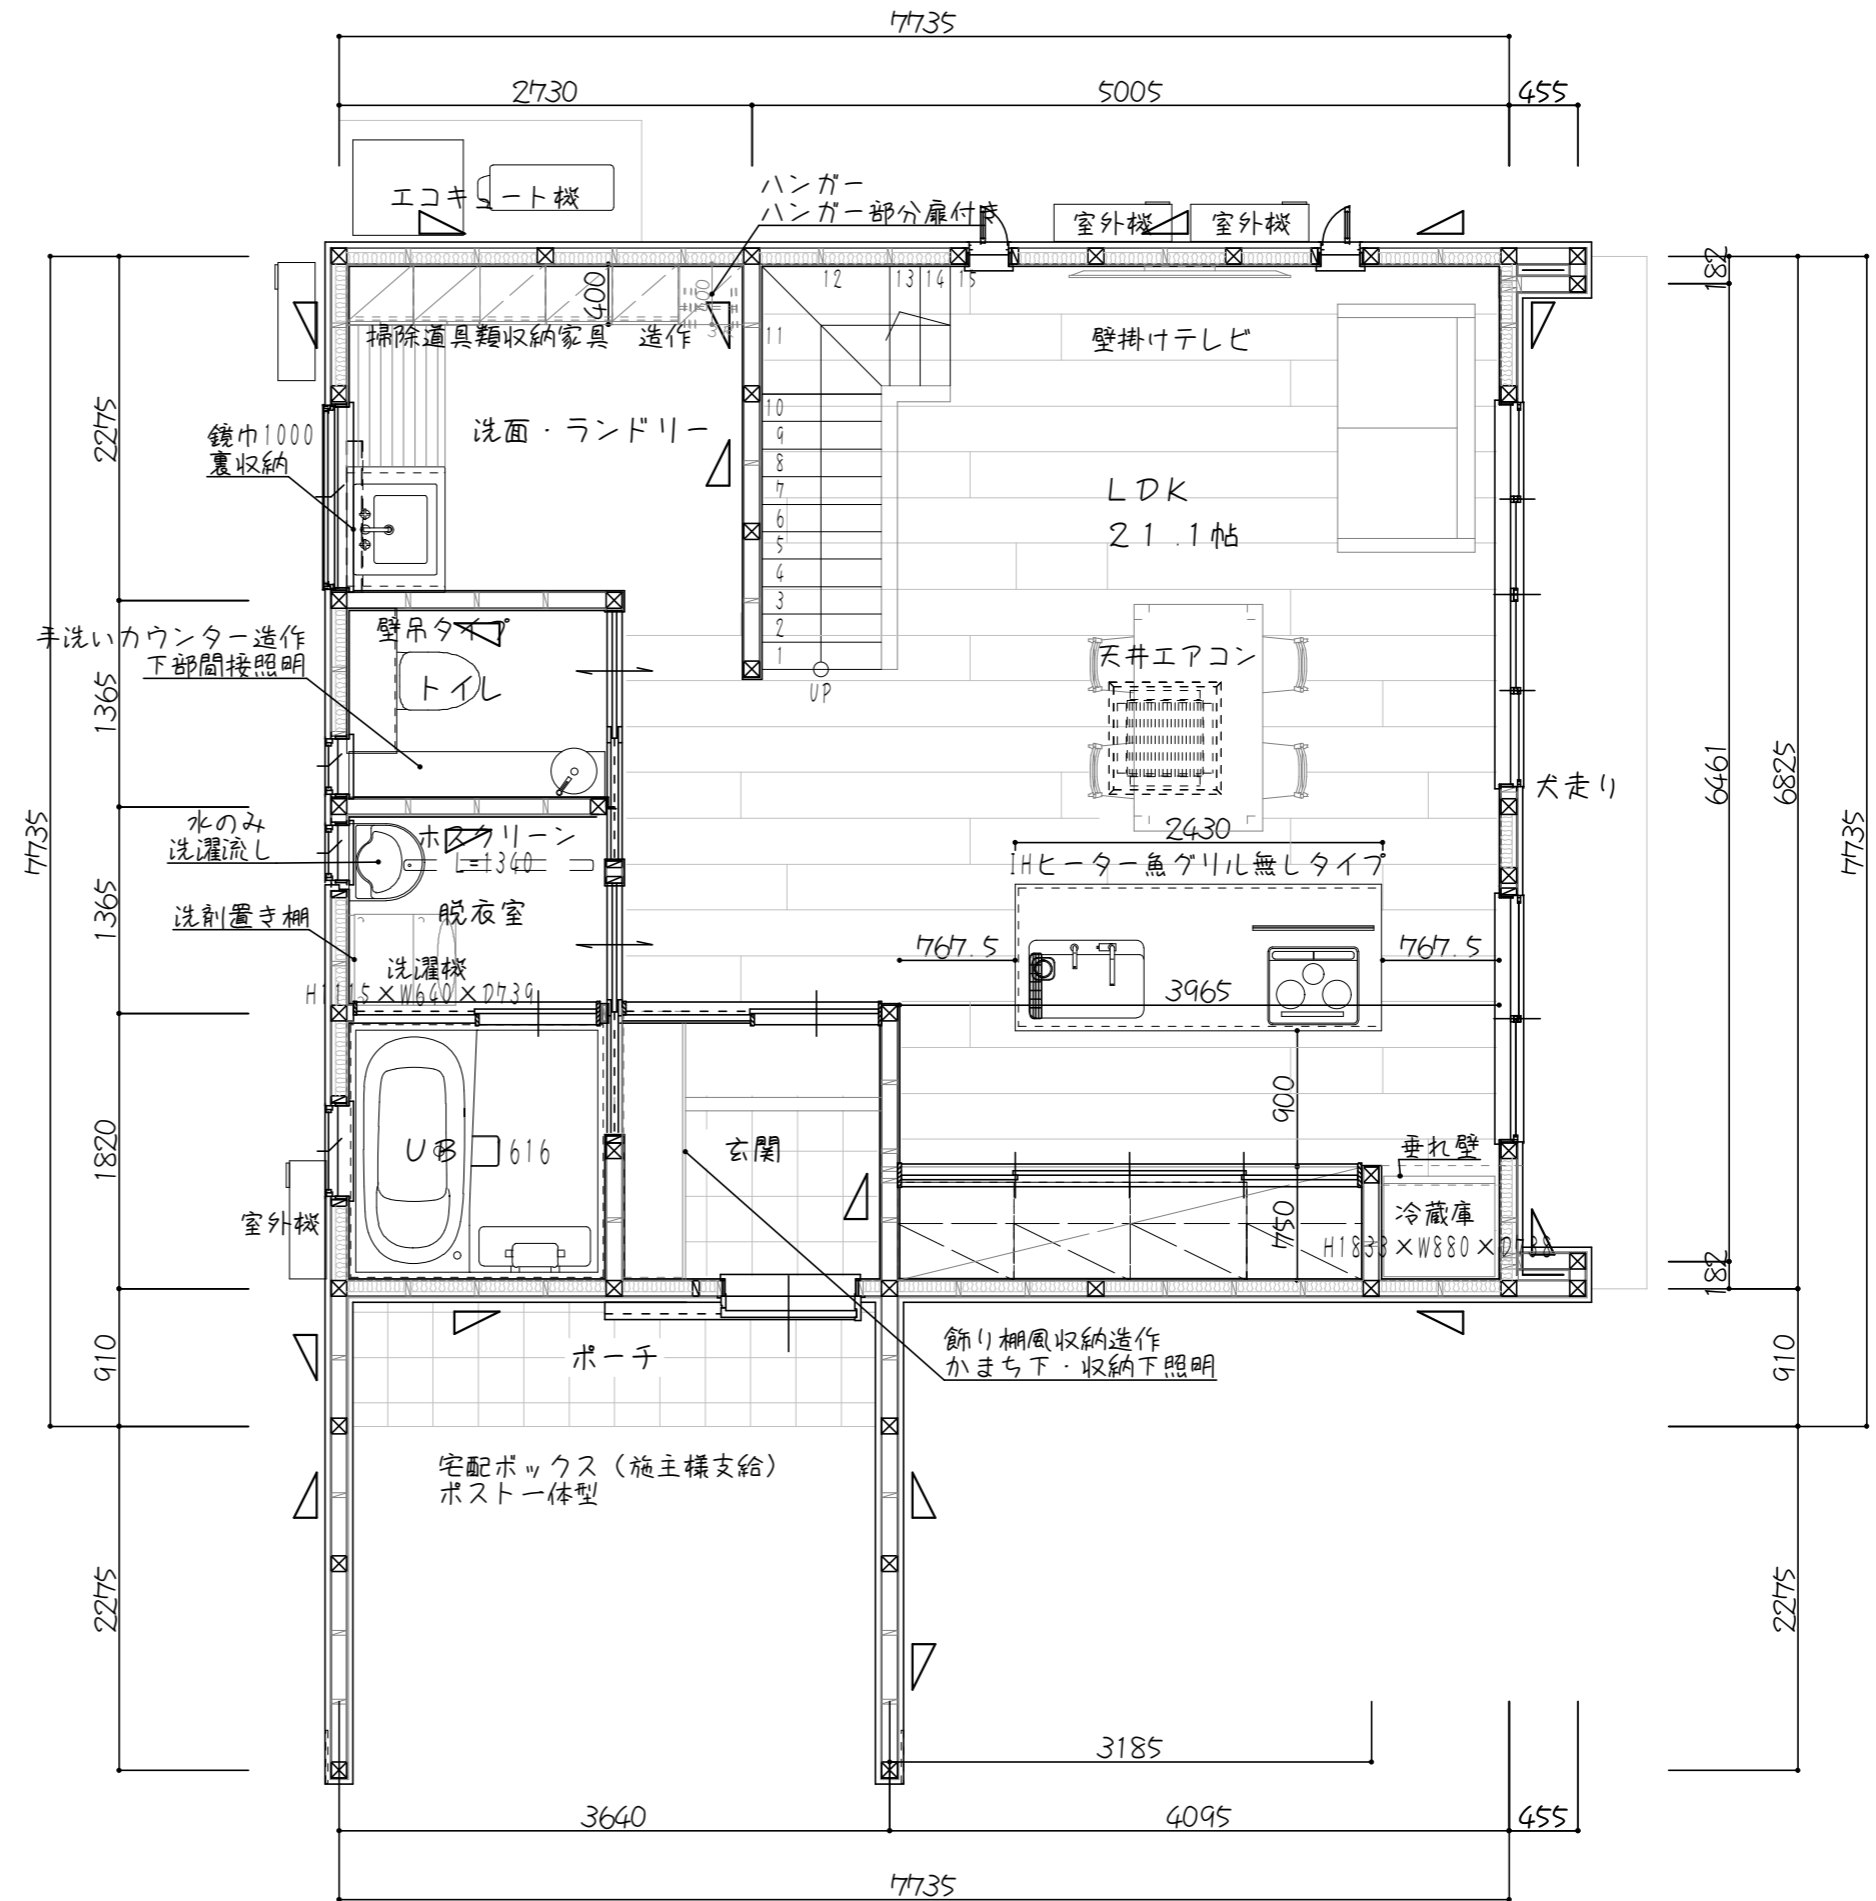 7735
2730
5005
455
エコキュート機
ハンガー
ハンガー部分扉付き
室外機
室外機
182
400
12
13
14
15
掃除道具類収納家具 造作
11
壁掛けテレビ
2275
鏡巾1000
裏収納
洗面・ランドリー
10
9
8
7
6
5
4
3
2
1
UP
LDK
21.1帖
手洗いカウンター造作
下部間接照明
壁吊タイプ
トイレ
天井エアコン
1365
6461
6825
犬走り
7735
7735
水のみ
洗濯流し
ホスクリーン
L=1340
2430
IHヒーター魚グリル無しタイプ
1365
洗剤置き棚
脱衣室
767.5
767.5
洗濯機
H1115×W640×D739
3965
900
1820
UB
616
玄関
垂れ壁
室外機
750
冷蔵庫
182
910
ポーチ
飾り棚風収納造作
かまち下・収納下照明
910
宅配ボックス(施主様支給)
ポスト一体型
2275
2275
3185
3640
4095
455
7735